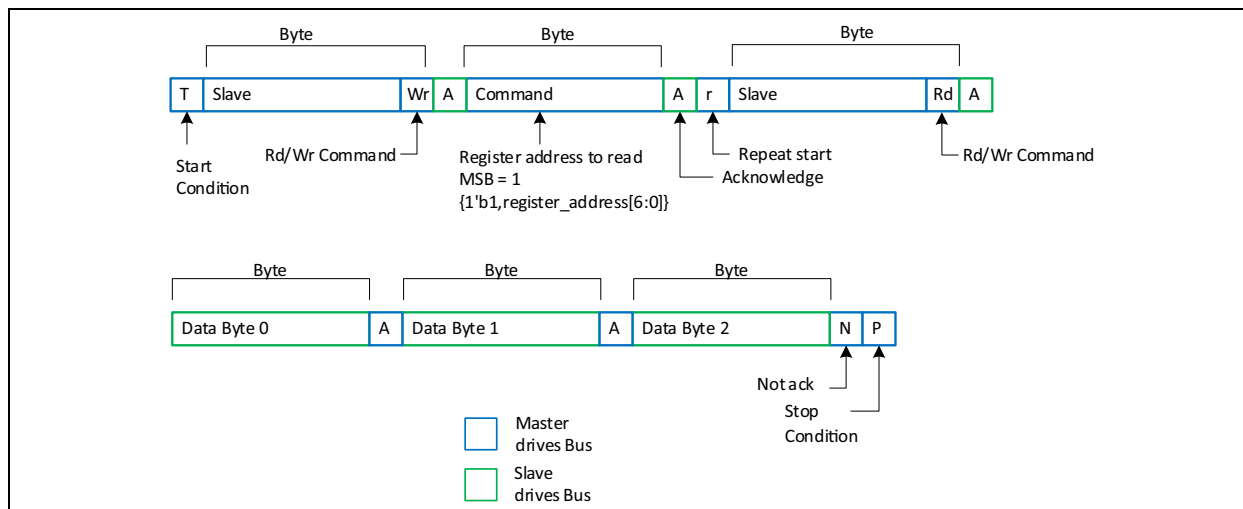 Byte
Byte
Byte
T
Slave
Wr
A
Command
A
r
Slave
Rd
A
Start
Condition
Rd/Wr Command
Register address to read
MSB = 1
{1'b1,register_address[6:0]}
Repeat start
Acknowledge
Rd/Wr Command
Byte
Byte
Byte
Data Byte 0
A
Data Byte 1
A
Data Byte 2
N
P
Not ack
Stop
Condition
Master
drives Bus
Slave
drives Bus